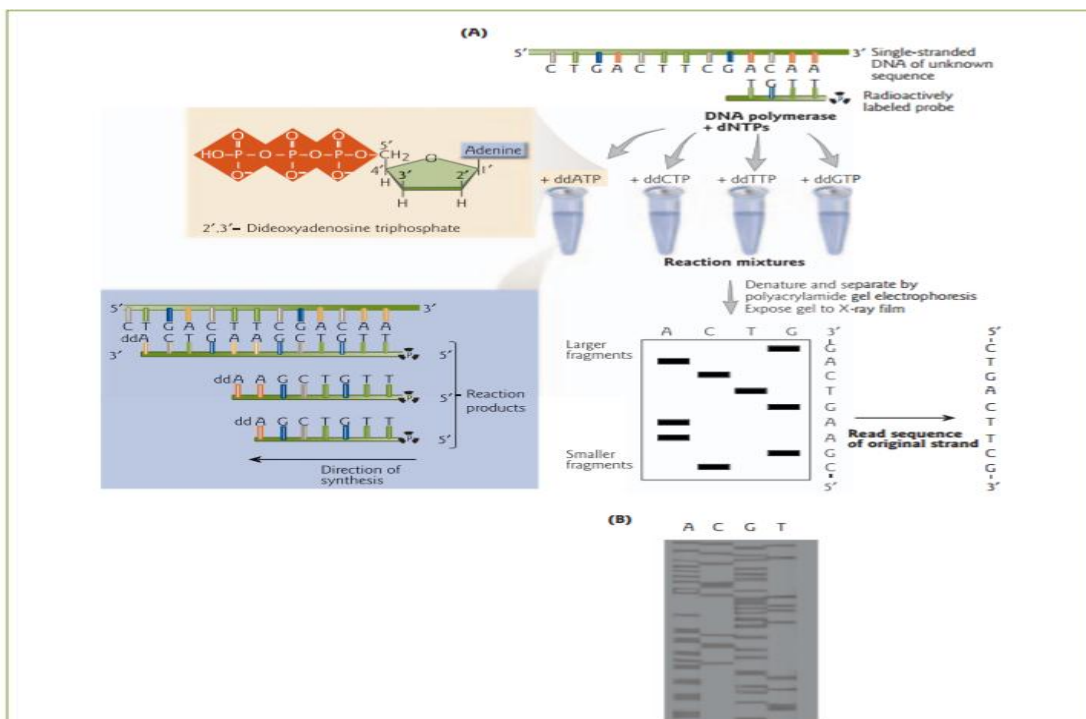 (A)
5′ 3′ Single-stranded
DNA of unknown
sequence
C T G A C T T C G A C A A
T G T T
Radioactively
labeled probe
P
DNA polymerase
+ dNTPs
O O O
HO–P–O–P–O–P–O–CH2
O– O– O–
5′
O
Adenine
4′ 1′
H 3′ 2′ H
H H
2′,3′– Dideoxyadenosine triphosphate
+ ddATP + ddCTP + ddTTP + ddGTP
Reaction mixtures
Denature and separate by
polyacrylamide gel electrophoresis
Expose gel to X-ray film
5′ 3′
C T G A C T T C G A C A A
ddA C T G A A G C T G T T
3′ 5′
P
ddA A G C T G T T
5′
P
ddA G C T G T T
5′
P
Reaction
products
Direction of
synthesis
A C T G
Larger
fragments
Smaller
fragments
3′
G
A
C
T
G
A
A
G
C
5′
Read sequence
of original strand
5′
C
T
G
A
C
T
T
C
G
3′
(B)
A C G T